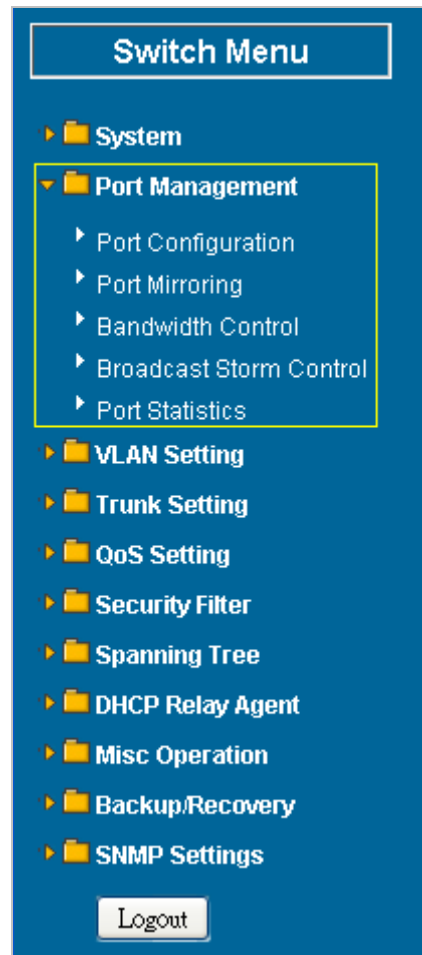 Switch Menu
System
Port Management
Port Configuration
Port Mirroring
Bandwidth Control
Broadcast Storm Control
Port Statistics
VLAN Setting
Trunk Setting
QoS Setting
Security Filter
Spanning Tree
DHCP Relay Agent
Misc Operation
Backup/Recovery
SNMP Settings
Logout